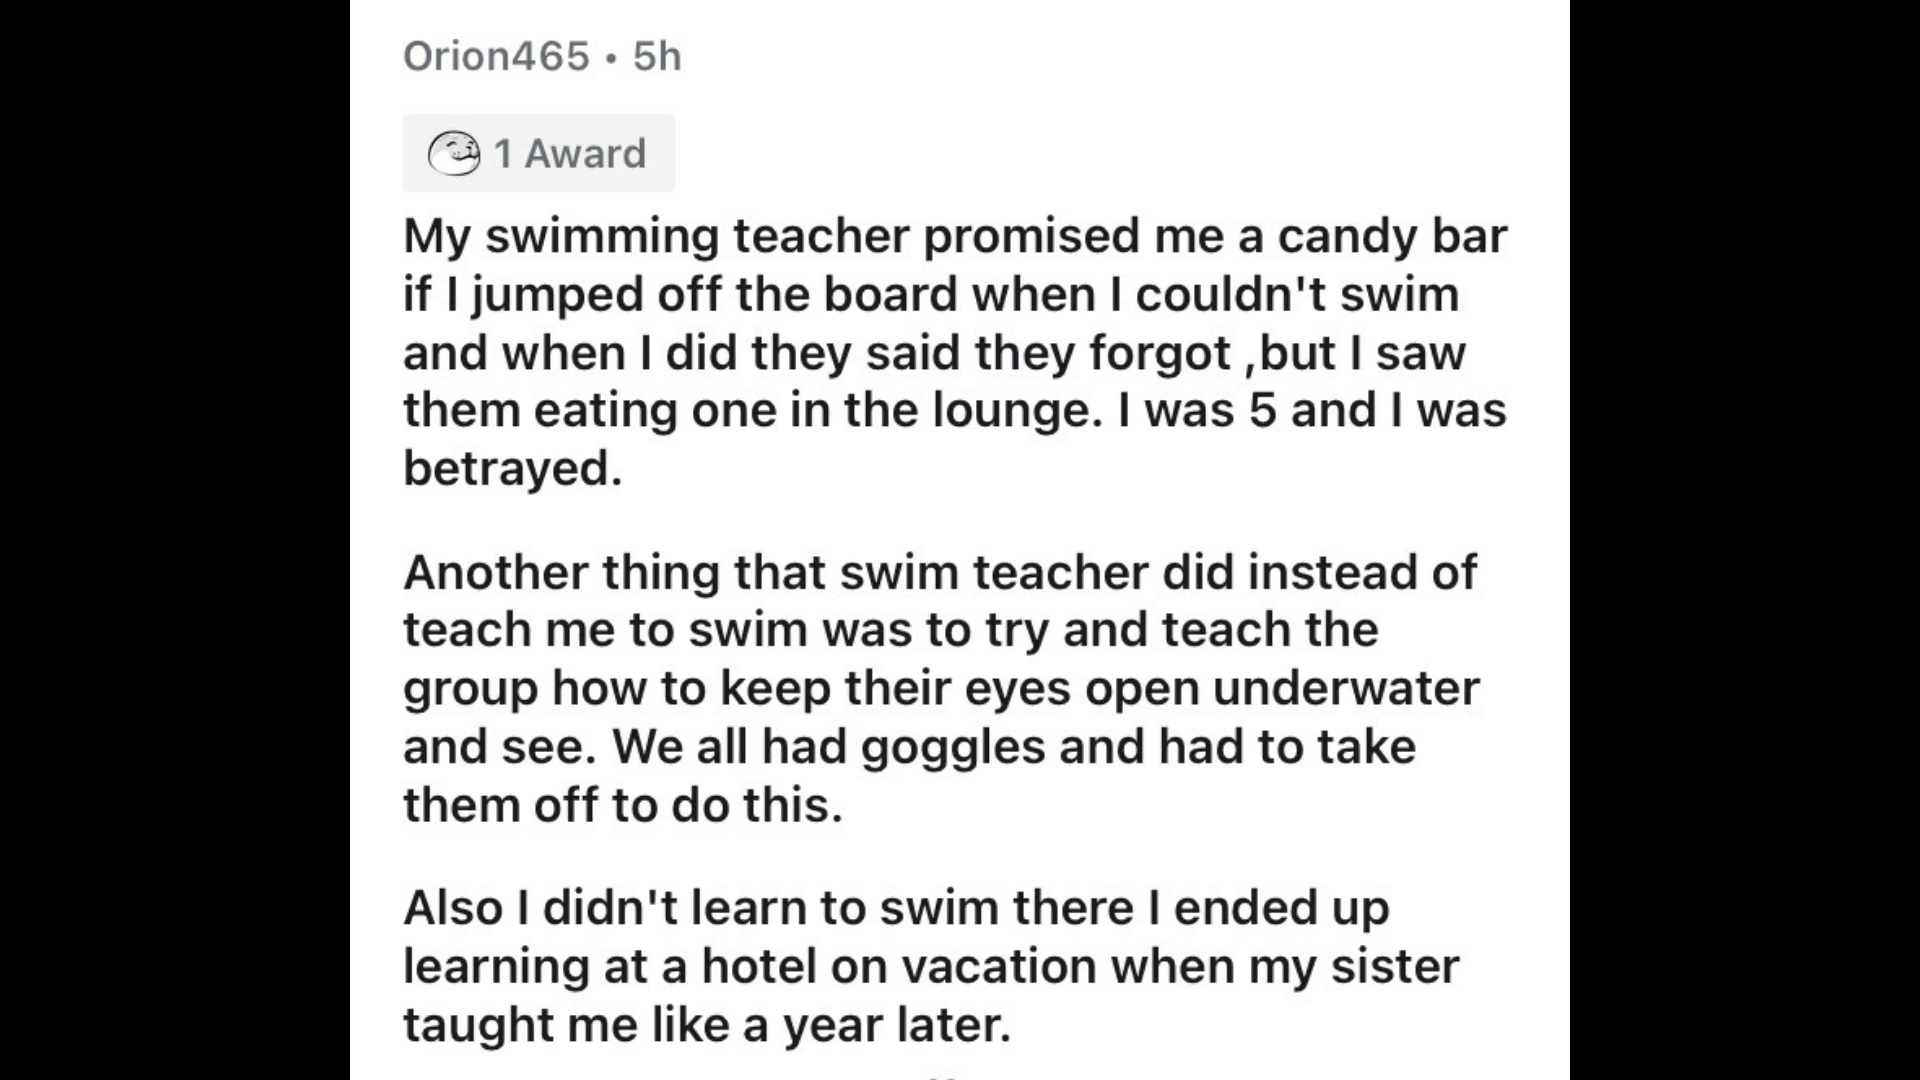 Orion465 • 5h
1 Award
My swimming teacher promised me a candy bar
if I jumped off the board when I couldn't swim
and when I did they said they forgot ,but I saw
them eating one in the lounge. I was 5 and I was
betrayed.
Another thing that swim teacher did instead of
teach me to swim was to try and teach the
group how to keep their eyes open underwater
and see. We all had goggles and had to take
them off to do this.
Also I didn't learn to swim there I ended up
learning at a hotel on vacation when my sister
taught me like a year later.